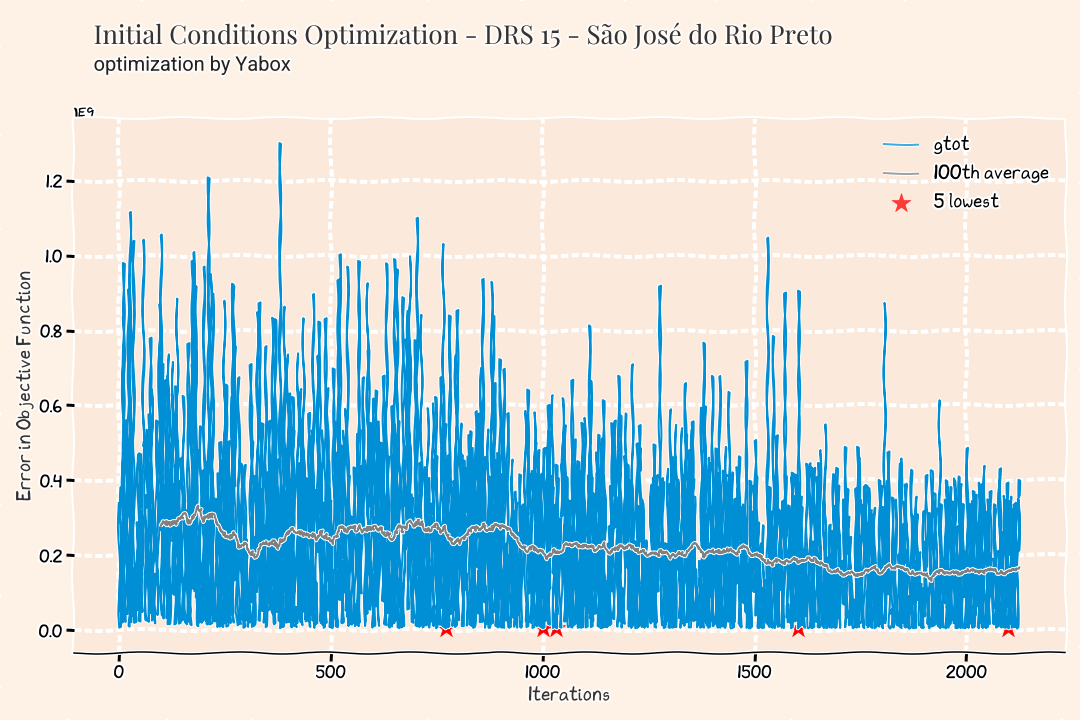 Initial Conditions Optimization - DRS 15 - São José do Rio Preto
optimization by Yabox
1E9
gtot
100th average
5 lowest
1.2
1.0
0.8
0.6
0.4
0.2
0.0
Error in Objective Function
0 500 1000 1500 2000
Iterations